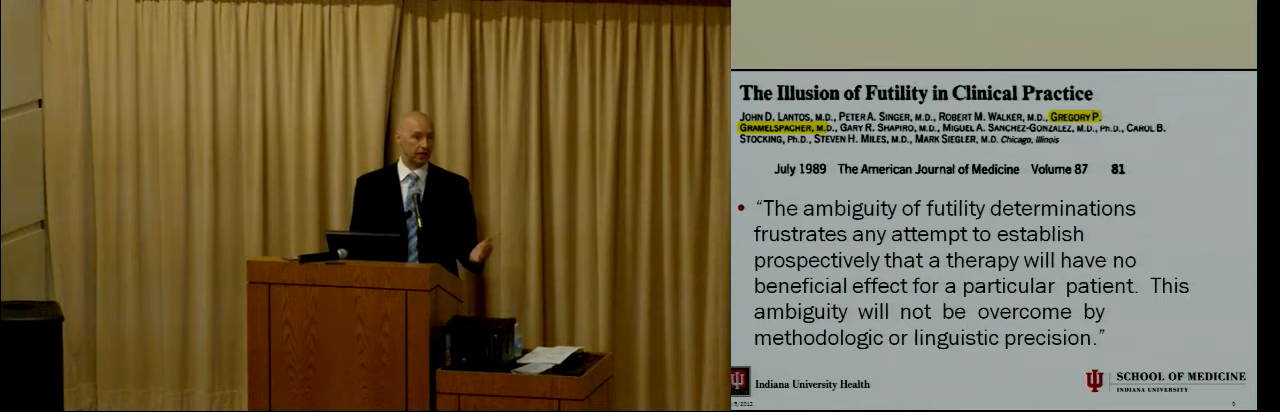 The Illusion of Futility in Clinical Practice
JOHN D. LANTOS, M.D., PETER A. SINGER, M.D., ROBERT M. WALKER, M.D., GREGORY P.
GRAMELSPACHER, M.D., GARY R. SHAPIRO, M.D., MIGUEL A. SANCHEZ-GONZALEZ, M.D., Ph.D., CAROL B.
STOCKING, Ph.D., STEVEN H. MILES, M.D., MARK SIEGLER, M.D. Chicago, Illinois
July 1989 The American Journal of Medicine Volume 87 81
• “The ambiguity of futility determinations
frustrates any attempt to establish
prospectively that a therapy will have no
beneficial effect for a particular patient. This
ambiguity will not be overcome by
methodologic or linguistic precision.”
Indiana University Health
SCHOOL OF MEDICINE
INDIANA UNIVERSITY